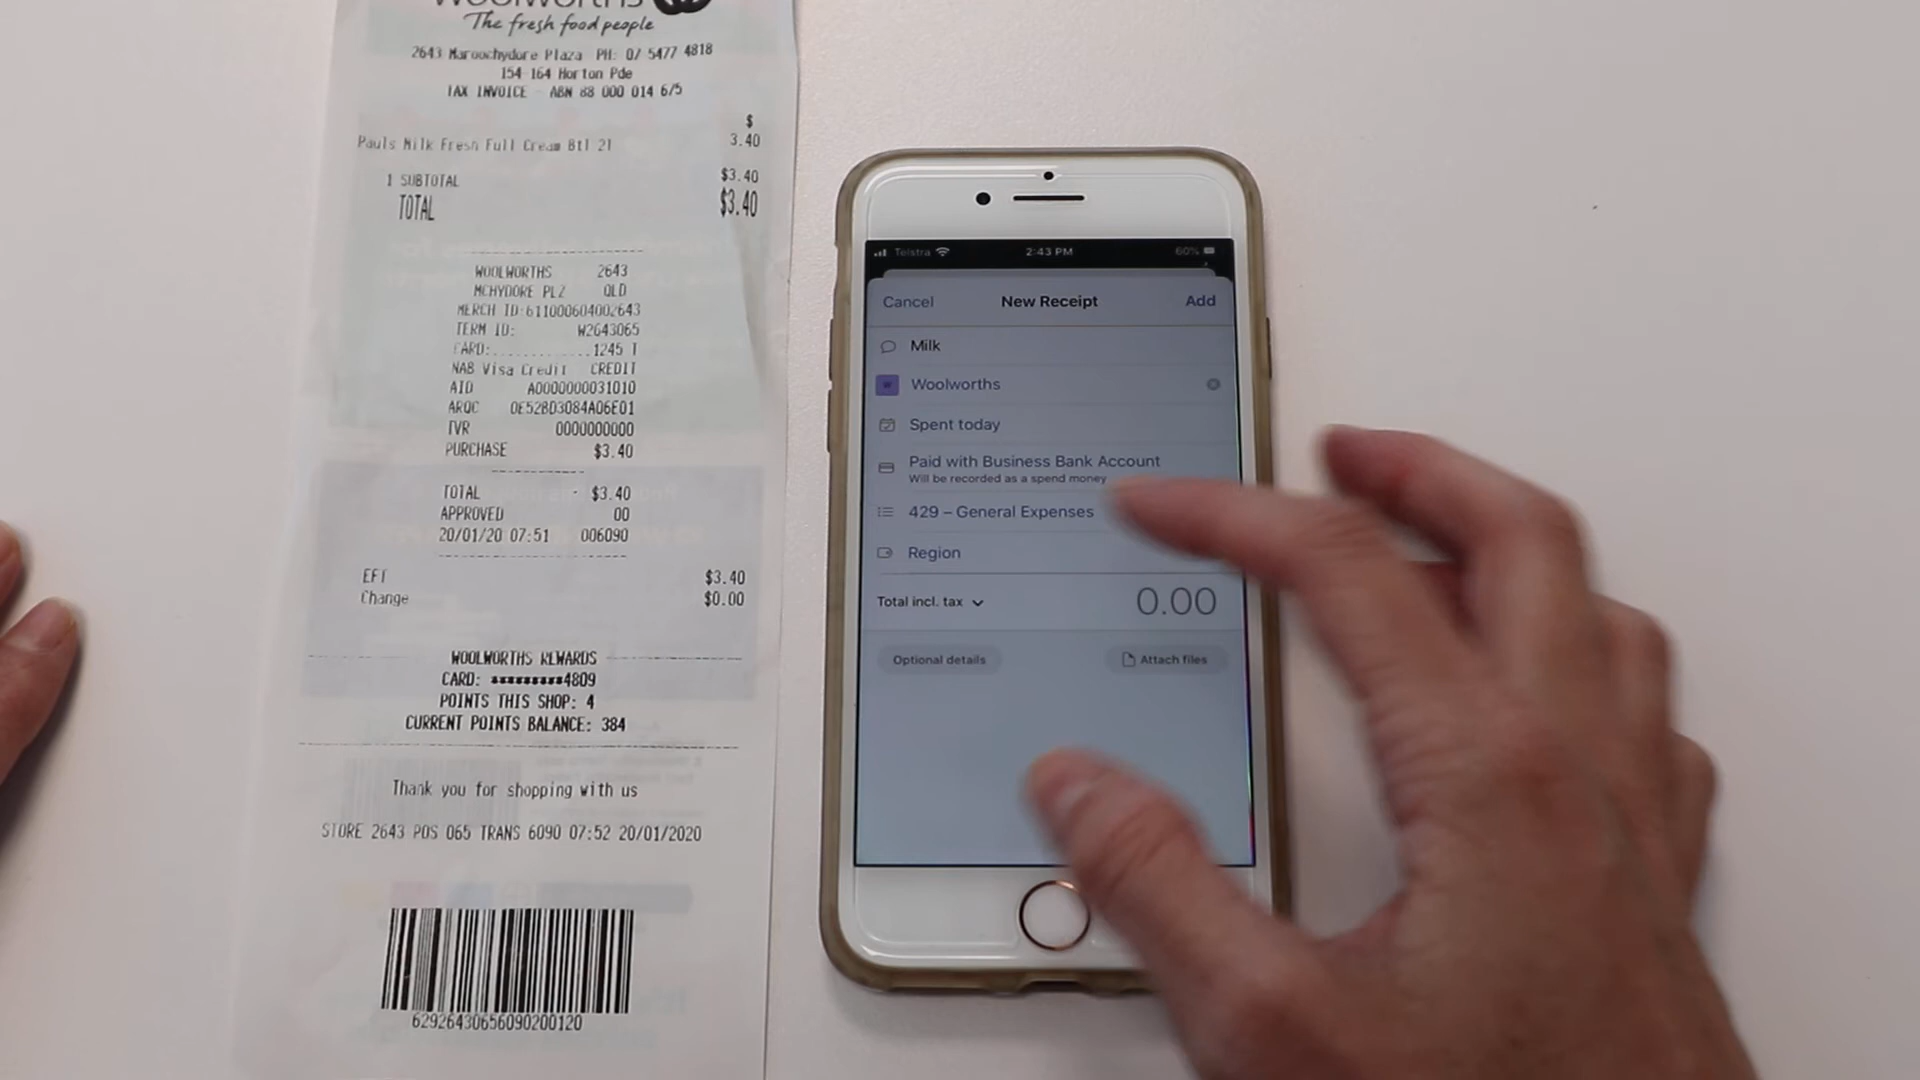 Woolworths
The fresh food people
2643 Maroochydore Plaza PH: 07 5477 4818
154-164 Horton Pde
TAX INVOICE - ABN 88 000 014 675
$
Pauls Milk Fresh Full Cream Btl 2l 3.40
1 SUBTOTAL $3.40
TOTAL $3.40
WOOLWORTHS 2643
MCHYDORE PLZ QLD
MERCH ID:611000604002643
TERM ID: W2643065
CARD:..............1245 T
NAB Visa Credit CREDIT
AID A0000000031010
ARQC 0E52BD3084A06E01
TVR 0000000000
PURCHASE $3.40
TOTAL $3.40
APPROVED 00
20/01/20 07:51 006090
EFT $3.40
Change $0.00
WOOLWORTHS REWARDS
CARD: *********4809
POINTS THIS SHOP: 4
CURRENT POINTS BALANCE: 384
Thank you for shopping with us
STORE 2643 POS 065 TRANS 6090 07:52 20/01/2020
62926430656090200120
Telstra 2:43 PM 60%
Cancel New Receipt Add
Milk
Woolworths
Spent today
Paid with Business Bank Account
Will be recorded as a spend money
429 – General Expenses
Region
Total incl. tax 0.00
Optional details Attach files